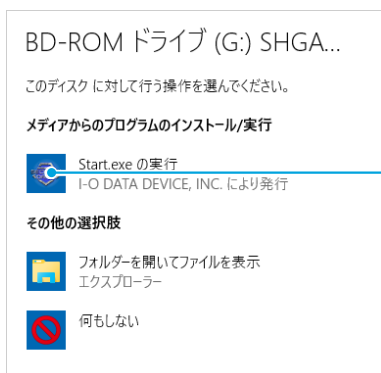 BD-ROM ドライブ (G:) SHGA...
このディスク に対して行う操作を選んでください。
メディアからのプログラムのインストール/実行
Start.exe の実行
I-O DATA DEVICE, INC. により発行
その他の選択肢
フォルダーを開いてファイルを表示
エクスプローラー
何もしない